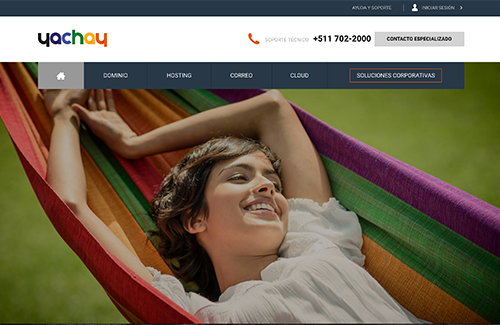 AYUDA Y SOPORTE
INICIAR SESIÓN
yachay
SOPORTE TÉCNICO +511 702-2000 CONTACTO ESPECIALIZADO
DOMINIO HOSTING CORREO CLOUD SOLUCIONES CORPORATIVAS